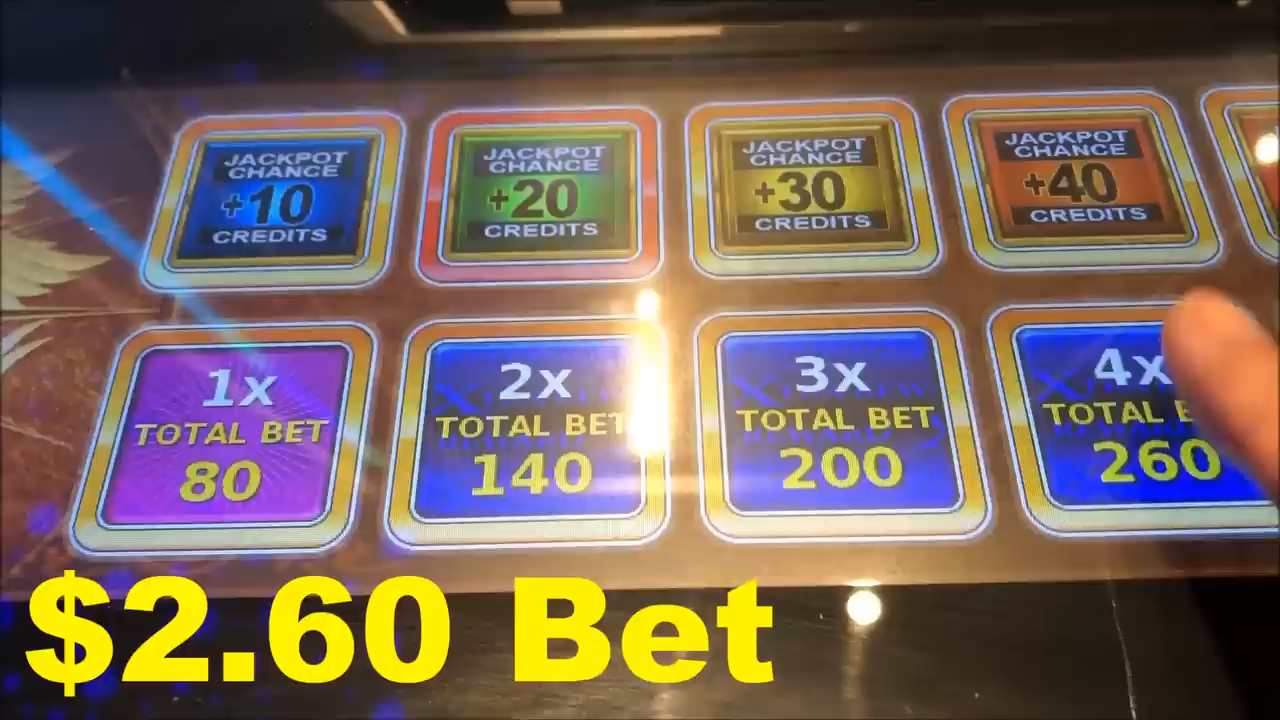 JACKPOT
CHANCE
+10
CREDITS
JACKPOT
CHANCE
+20
CREDITS
JACKPOT
CHANCE
+30
CREDITS
JACKPOT
CHANCE
+40
CREDITS
1x
TOTAL BET
80
2x
TOTAL BET
140
3x
TOTAL BET
200
4x
TOTAL
260
$2.60 Bet